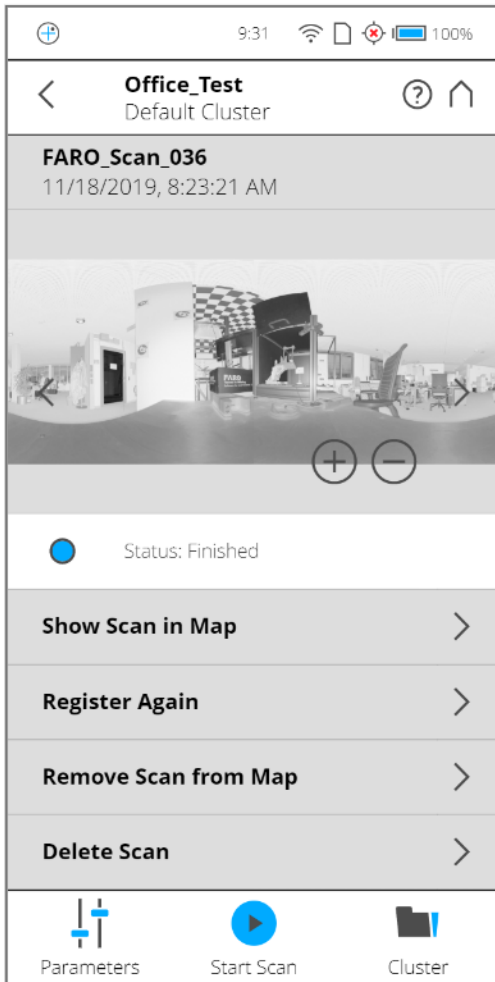 9:31 100%
Office_Test
Default Cluster
FARO_Scan_036
11/18/2019, 8:23:21 AM
FARO
Status: Finished
Show Scan in Map
Register Again
Remove Scan from Map
Delete Scan
Parameters Start Scan Cluster